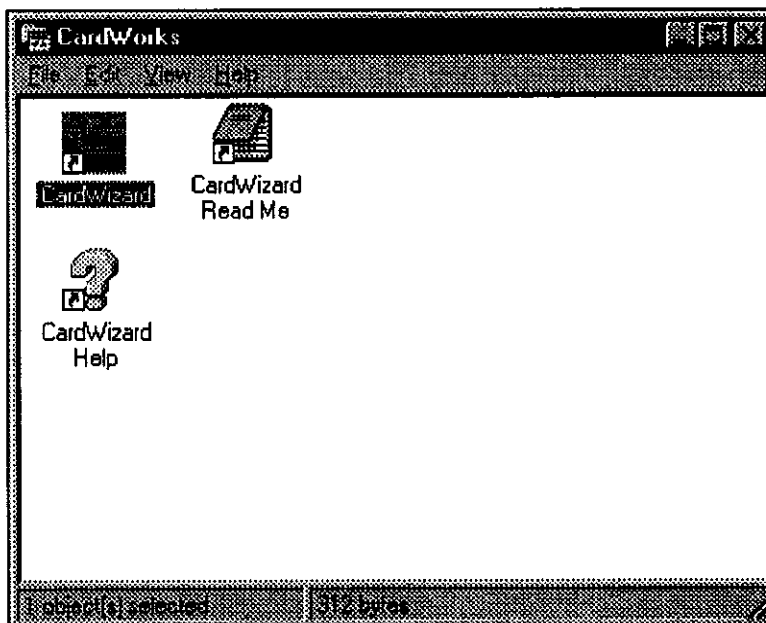 CardWorks
File Edit View Help
CardWizard
CardWizard
Read Me
CardWizard
Help
1 object(s) selected
312 bytes